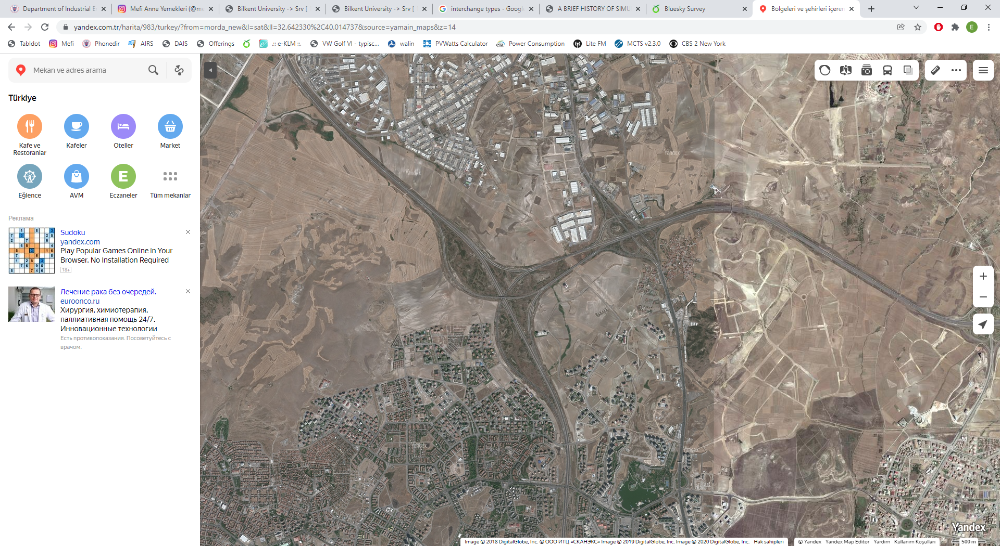 Department of Industrial E
Mefi Anne Yemekleri (@me
Bilkent University -> Srv [
Bilkent University -> Srv [
interchange types - Googl
A BRIEF HISTORY OF SIMU
Bluesky Survey
Bölgeleri ve şehirleri içeren
yandex.com.tr/harita/983/turkey/?from=morda_new&l=sat&ll=32.642330%2C40.014737&source=yamain_maps&z=14
E
Tabldot
Mefi
Phonedir
AIRS
DAIS
Offerings
.:: e-KLM ::.
VW Golf VI - typisc...
walin
PVWatts Calculator
eia
Power Consumption
Lite FM
MCTS v2.3.0
CBS 2 New York
Mekan ve adres arama
Türkiye
Kafe ve
Restoranlar
Kafeler
Oteller
Market
Eğlence
AVM
E
Eczaneler
Tüm mekanlar
Реклама
Sudoku
yandex.com
Play Popular Games Online in Your
Browser. No Installation Required
18+
Лечение рака без очередей.
euroonco.ru
Хирургия, химиотерапия,
паллиативная помощь 24/7.
Инновационные технологии
Есть противопоказания. Посоветуйтесь с
врачом.
Yandex
Yandex
Yandex
Yandex
Yandex
Yandex
Image © 2018 DigitalGlobe, Inc. © ООО ИТЦ «СКАНЭКС» Image © 2019 DigitalGlobe, Inc. Image © 2020 DigitalGlobe, Inc.
Hak sahipleri
© Yandex
Yandex Map Editor
Yardım
Kullanım Koşulları
500 m